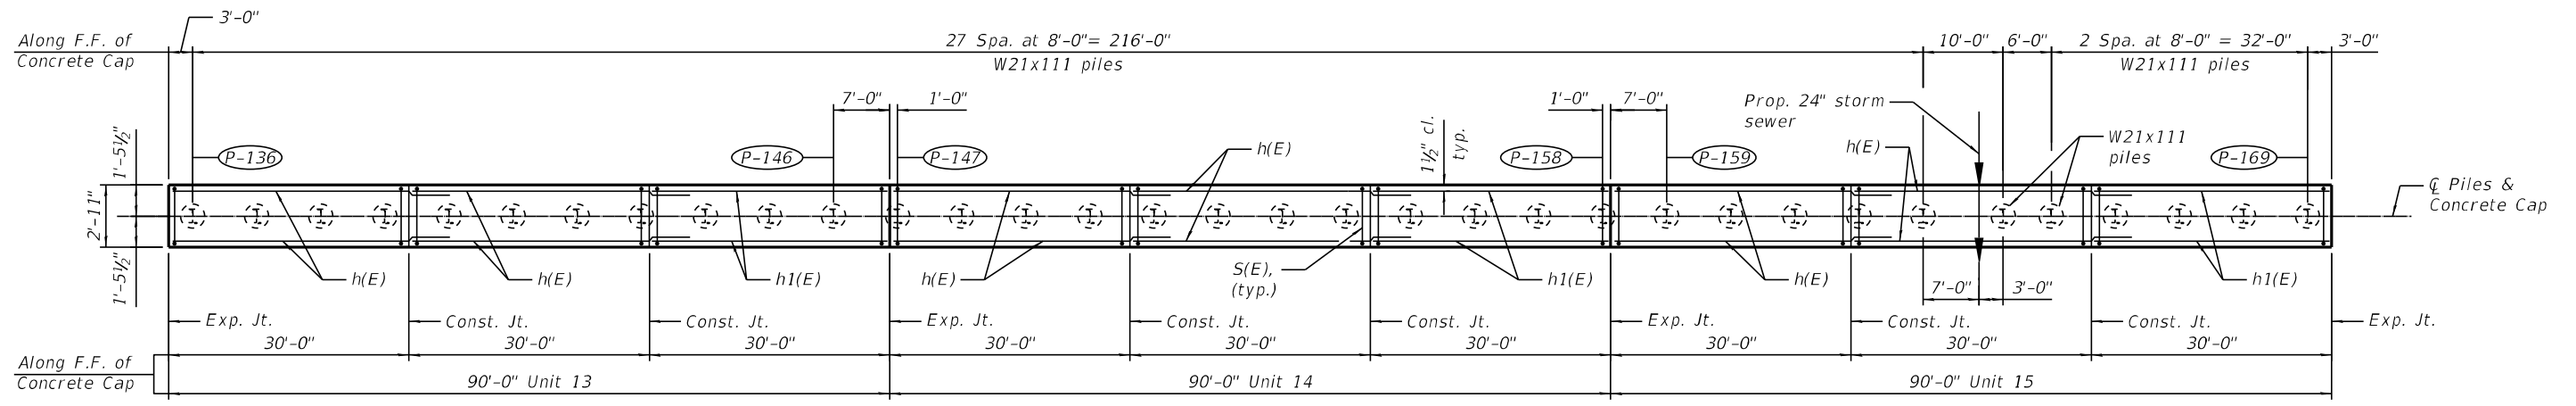 3'-0"
Along F.F. of
Concrete Cap
27 Spa. at 8'-0"= 216'-0"
W21x111 piles
10'-0"
6'-0"
2 Spa. at 8'-0" = 32'-0"
W21x111 piles
3'-0"
7'-0"
1'-0"
1'-0"
7'-0"
Prop. 24" storm
sewer
1½" cl.
typ.
W21x111
piles
P-136
P-146
P-147
h(E)
P-158
P-159
h(E)
P-169
1'-5½"
2'-11"
1'-5½"
℄ Piles &
Concrete Cap
h(E)
h(E)
h1(E)
h(E)
S(E),
(typ.)
h1(E)
h(E)
7'-0"
3'-0"
h1(E)
Exp. Jt.
Const. Jt.
Const. Jt.
Exp. Jt.
Const. Jt.
Const. Jt.
Exp. Jt.
Const. Jt.
Const. Jt.
Exp. Jt.
30'-0"
30'-0"
30'-0"
30'-0"
30'-0"
30'-0"
30'-0"
30'-0"
30'-0"
Along F.F. of
Concrete Cap
90'-0" Unit 13
90'-0" Unit 14
90'-0" Unit 15